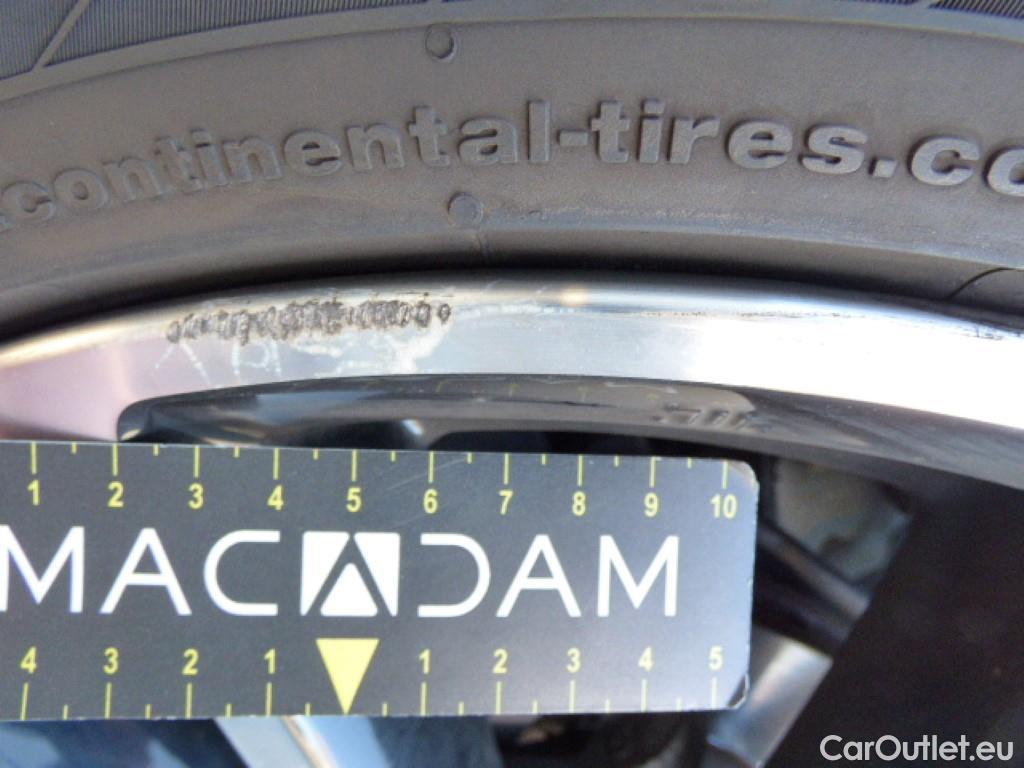 .continental-tires.co
1 2 3 4 5 6 7 8 9 10
MACADAM
4 3 2 1 1 2 3 4 5
CarOutlet.eu